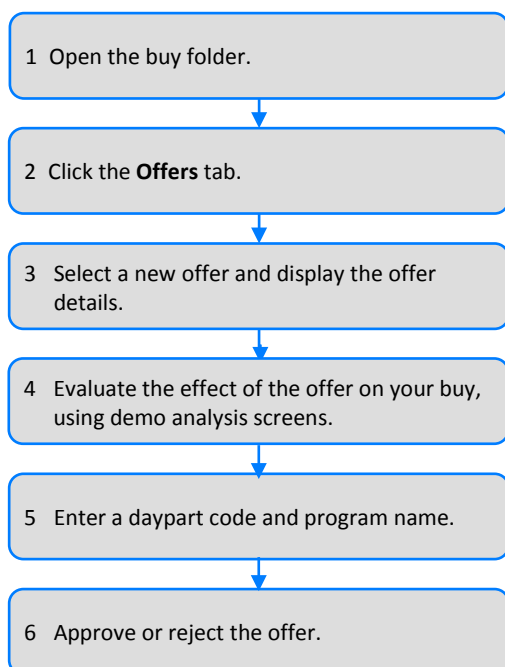 1 Open the buy folder.
2 Click the Offers tab.
3 Select a new offer and display the offer
details.
4 Evaluate the effect of the offer on your buy,
using demo analysis screens.
5 Enter a daypart code and program name.
6 Approve or reject the offer.